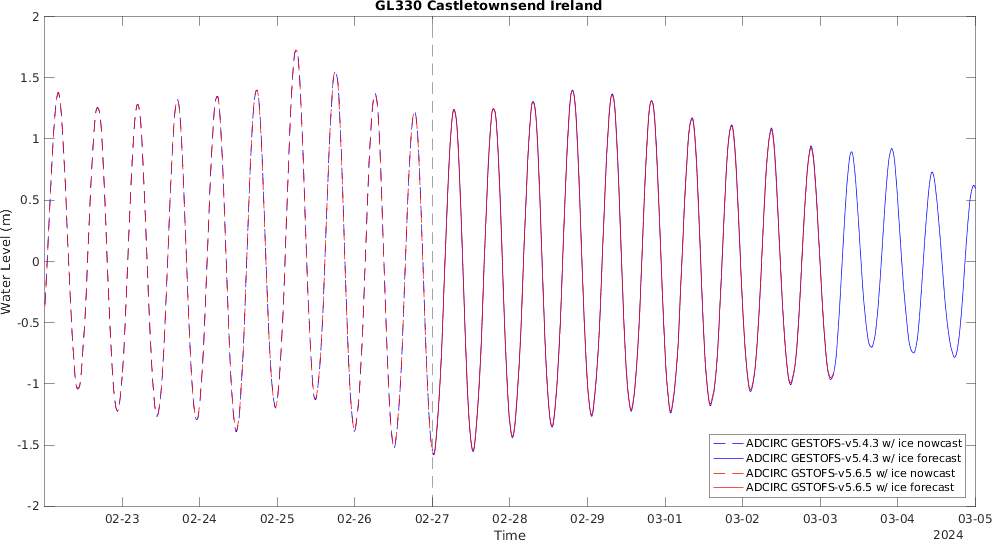 GL330 Castletownsend Ireland
2
1.5
1
0.5
0
-0.5
-1
-1.5
-2
Water Level (m)
02-23 02-24 02-25 02-26 02-27 02-28 02-29 03-01 03-02 03-03 03-04 03-05
Time
2024
ADCIRC GESTOFS-v5.4.3 w/ ice nowcast
ADCIRC GESTOFS-v5.4.3 w/ ice forecast
ADCIRC GSTOFS-v5.6.5 w/ ice nowcast
ADCIRC GSTOFS-v5.6.5 w/ ice forecast